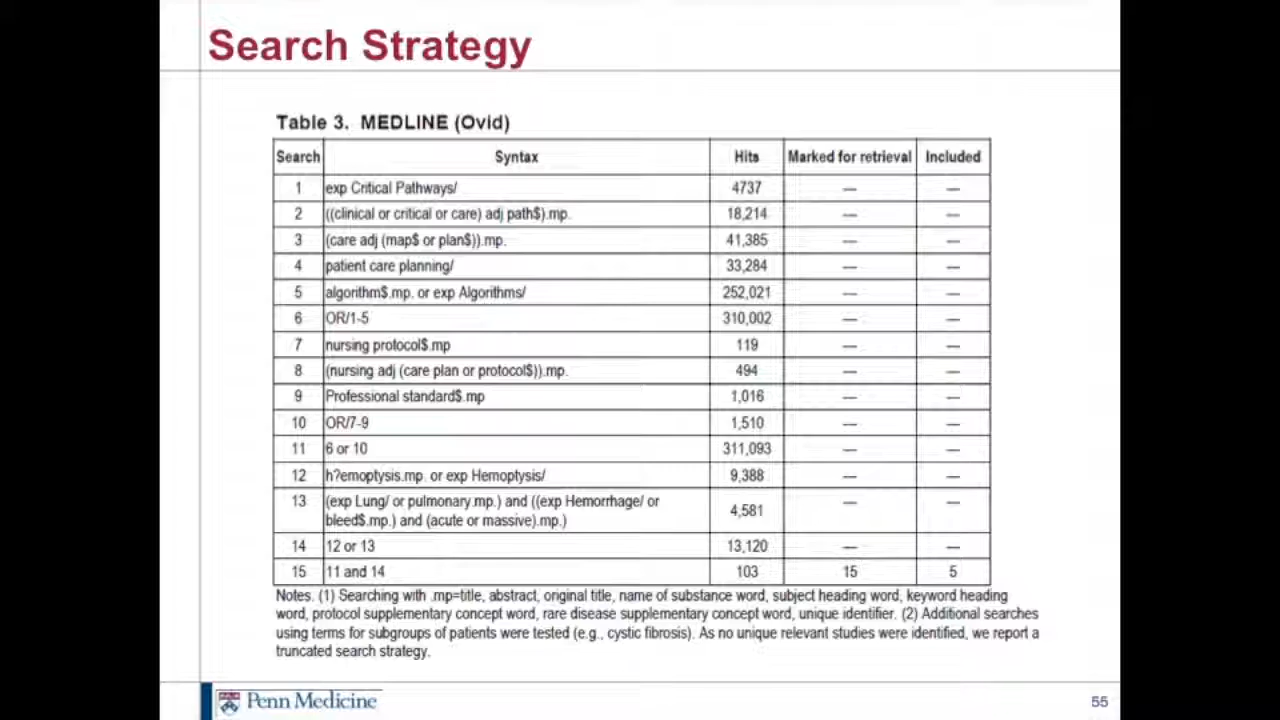 Search Strategy
Table 3. MEDLINE (Ovid)
Search Syntax Hits Marked for retrieval Included
1 exp Critical Pathways/ 4737 — —
2 ((clinical or critical or care) adj path$).mp. 18,214 — —
3 (care adj (map$ or plan$)).mp. 41,385 — —
4 patient care planning/ 33,284 — —
5 algorithm$.mp. or exp Algorithms/ 252,021 — —
6 OR/1-5 310,002 — —
7 nursing protocol$.mp 119 — —
8 (nursing adj (care plan or protocol$)).mp. 494 — —
9 Professional standard$.mp 1,016 — —
10 OR/7-9 1,510 — —
11 6 or 10 311,093 — —
12 h?emoptysis.mp. or exp Hemoptysis/ 9,388 — —
13 (exp Lung/ or pulmonary.mp.) and ((exp Hemorrhage/ or
bleed$.mp.) and (acute or massive).mp.) 4,581 — —
14 12 or 13 13,120 — —
15 11 and 14 103 15 5
Notes. (1) Searching with .mp=title, abstract, original title, name of substance word, subject heading word, keyword heading
word, protocol supplementary concept word, rare disease supplementary concept word, unique identifier. (2) Additional searches
using terms for subgroups of patients were tested (e.g., cystic fibrosis). As no unique relevant studies were identified, we report a
truncated search strategy.
Penn Medicine
55